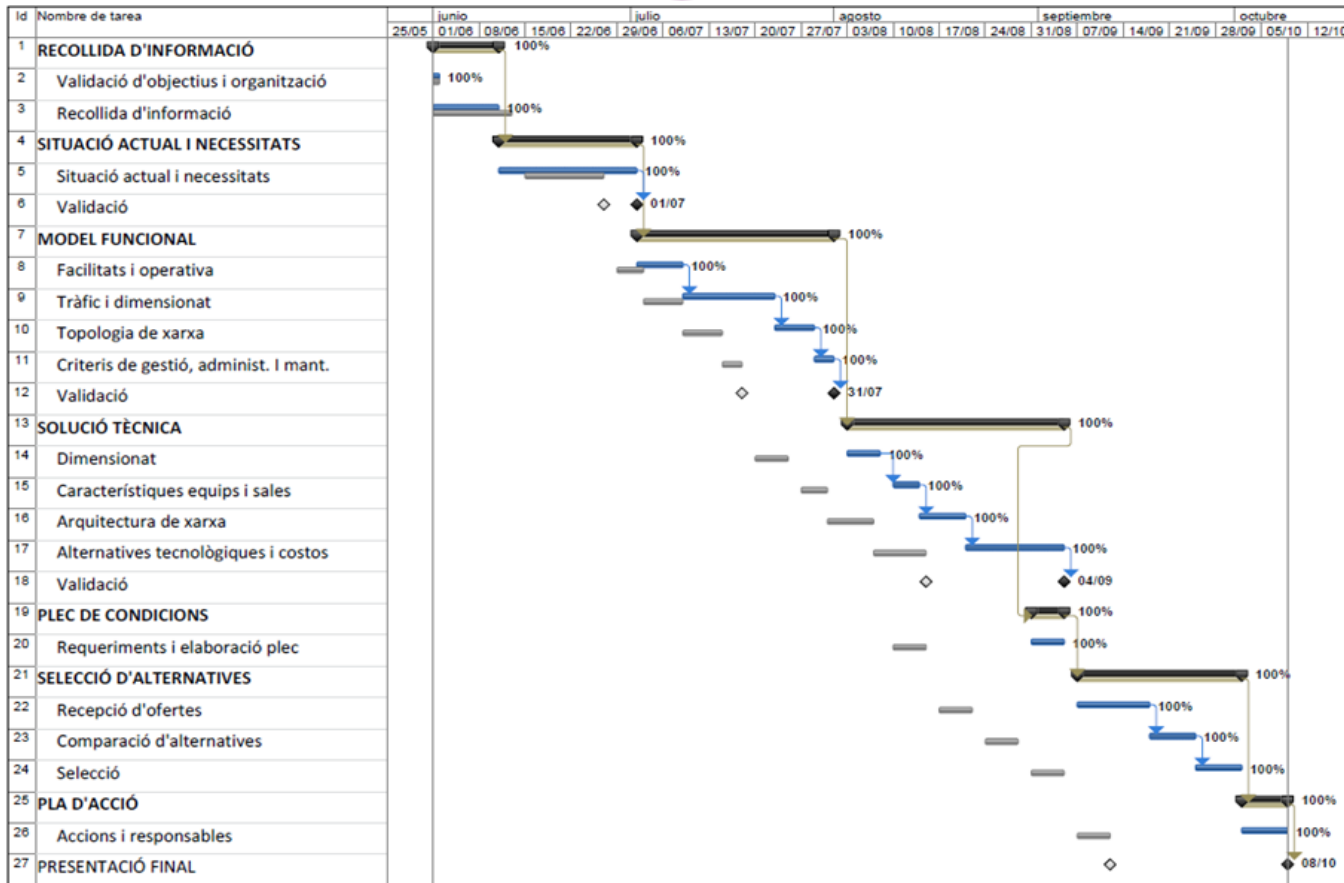 Id Nombre de tarea junio julio agosto septiembre octubre
25/05 01/06 08/06 15/06 22/06 29/06 06/07 13/07 20/07 27/07 03/08 10/08 17/08 24/08 31/08 07/09 14/09 21/09 28/09 05/10 12/10
1 RECOLLIDA D'INFORMACIÓ 100%
2 Validació d'objectius i organització 100%
3 Recollida d'informació 100%
4 SITUACIÓ ACTUAL I NECESSITATS 100%
5 Situació actual i necessitats 100%
6 Validació 01/07
7 MODEL FUNCIONAL 100%
8 Facilitats i operativa 100%
9 Tràfic i dimensionat 100%
10 Topologia de xarxa 100%
11 Criteris de gestió, administ. I mant. 100%
12 Validació 31/07
13 SOLUCIÓ TÈCNICA 100%
14 Dimensionat 100%
15 Característiques equips i sales 100%
16 Arquitectura de xarxa 100%
17 Alternatives tecnològiques i costos 100%
18 Validació 04/09
19 PLEC DE CONDICIONS 100%
20 Requeriments i elaboració plec 100%
21 SELECCIÓ D'ALTERNATIVES 100%
22 Recepció d'ofertes 100%
23 Comparació d'alternatives 100%
24 Selecció 100%
25 PLA D'ACCIÓ 100%
26 Accions i responsables 100%
27 PRESENTACIÓ FINAL 08/10